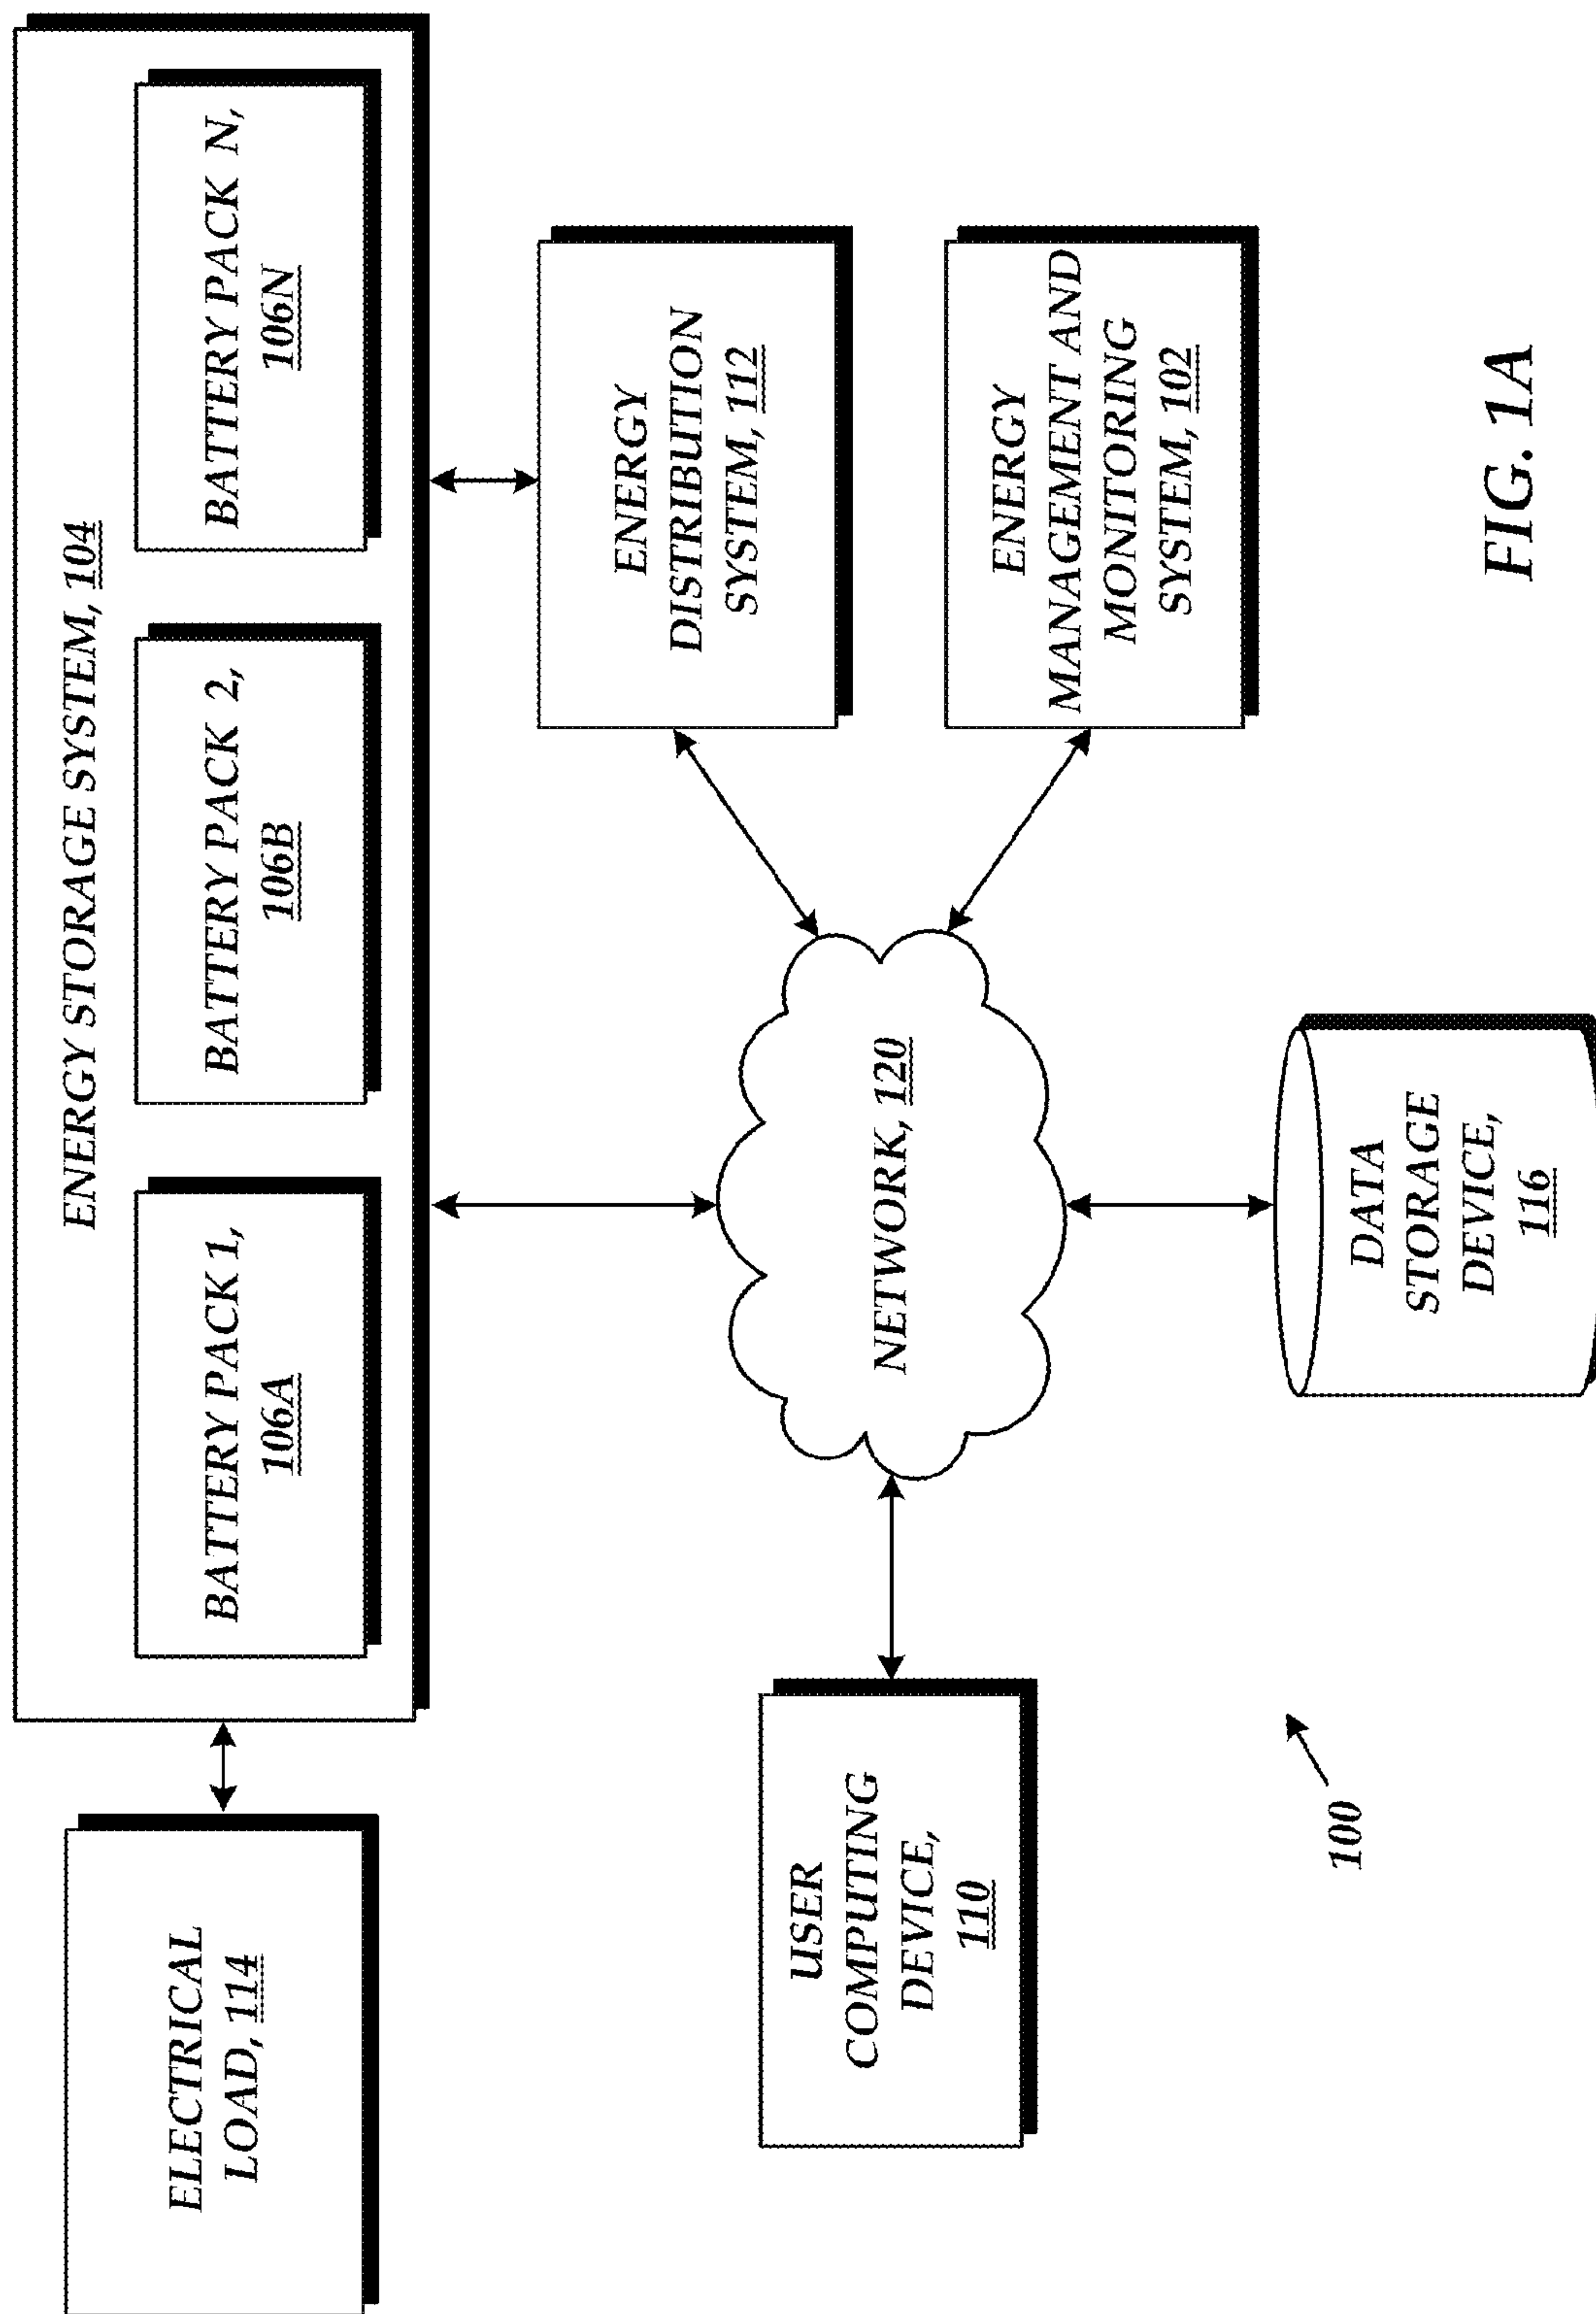 ENERGY STORAGE SYSTEM, 104
BATTERY PACK 1,
106A
BATTERY PACK 2,
106B
BATTERY PACK N,
106N
ELECTRICAL
LOAD, 114
ENERGY
DISTRIBUTION
SYSTEM, 112
USER
COMPUTING
DEVICE,
110
NETWORK, 120
ENERGY
MANAGEMENT AND
MONITORING
SYSTEM, 102
DATA
STORAGE
DEVICE,
116
100
FIG. 1A